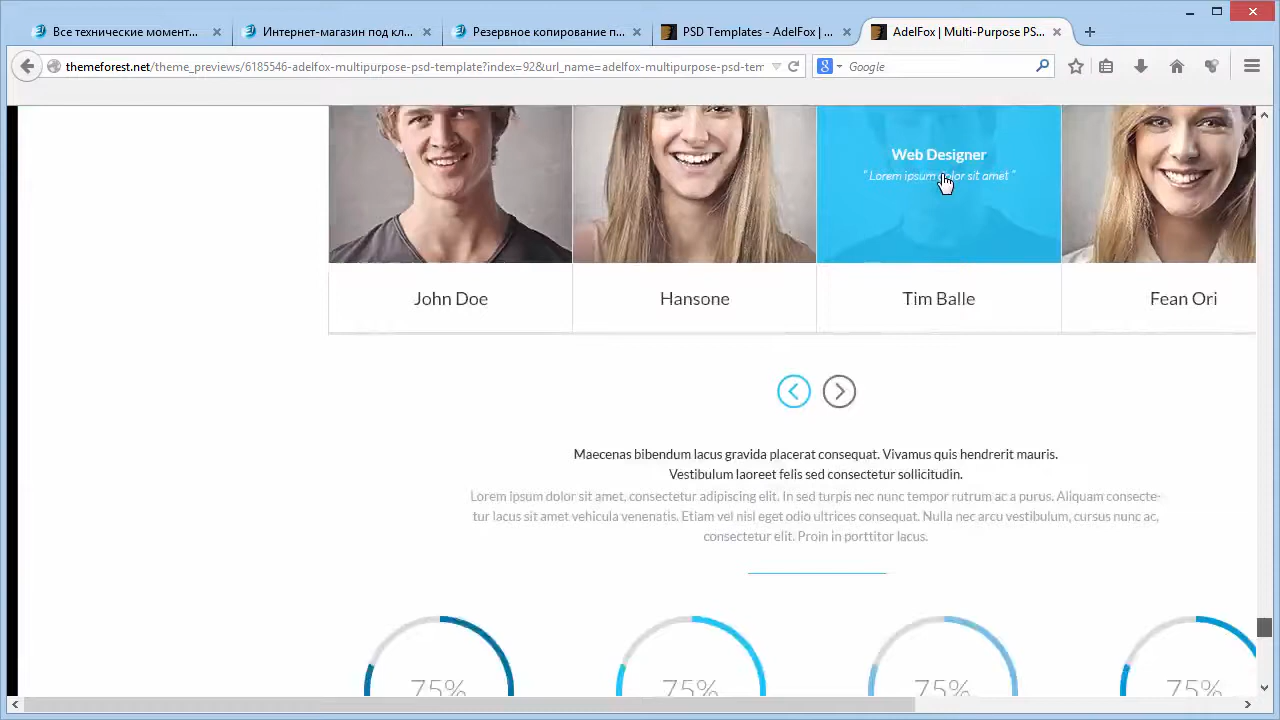 Все технические момент...
Интернет-магазин под кл...
Резервное копирование п...
PSD Templates - AdelFox | ...
AdelFox | Multi-Purpose PS...
themeforest.net/theme_previews/6185546-adelfox-multipurpose-psd-template?index=92&url_name=adelfox-multipurpose-psd-tem
Google
Web Designer
" Lorem ipsum dolor sit amet "
John Doe
Hansone
Tim Balle
Fean Ori
Maecenas bibendum lacus gravida placerat consequat. Vivamus quis hendrerit mauris.
Vestibulum laoreet felis sed consectetur sollicitudin.
Lorem ipsum dolor sit amet, consectetur adipiscing elit. In sed turpis nec nunc tempor rutrum ac a purus. Aliquam consecte-
tur lacus sit amet vehicula venenatis. Etiam vel nisl eget odio ultrices consequat. Nulla nec arcu vestibulum, cursus nunc ac,
consectetur elit. Proin in porttitor lacus.
75%
75%
75%
75%